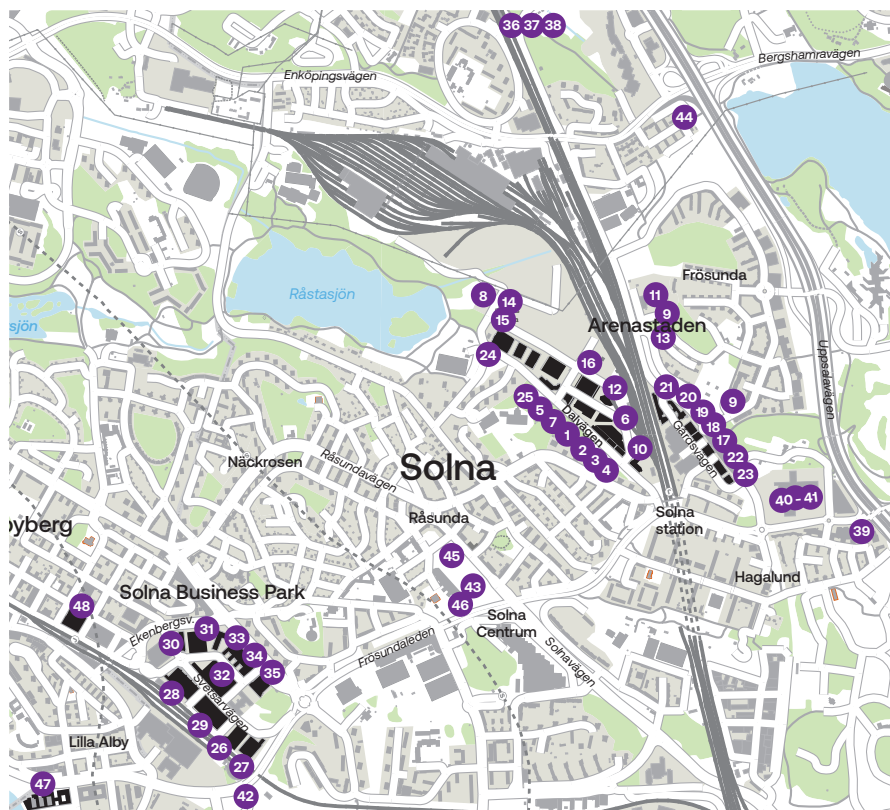 36 37 38
Bergshamravägen
Enköpingsvägen
44
Frösunda
Råstasjön
8
14
11
9
15
Arenastaden
sjön
13
Uppsalavägen
24
16
12
21
20
9
25
19
5
6
18
7
Dalvägen
17
1
Gårdsvägen
10
2
22
3
Näckrosen
Råsundavägen
Solna
4
23
40 - 41
Solna
station
Råsunda
oyberg
39
45
Hagalund
43
Solna Business Park
46
48
Solna
Centrum
Ekenbergsv.
31
33
30
Frösundaleden
Solnavägen
34
32
35
28
Svetsarvägen
29
Lilla Alby
26
27
47
42